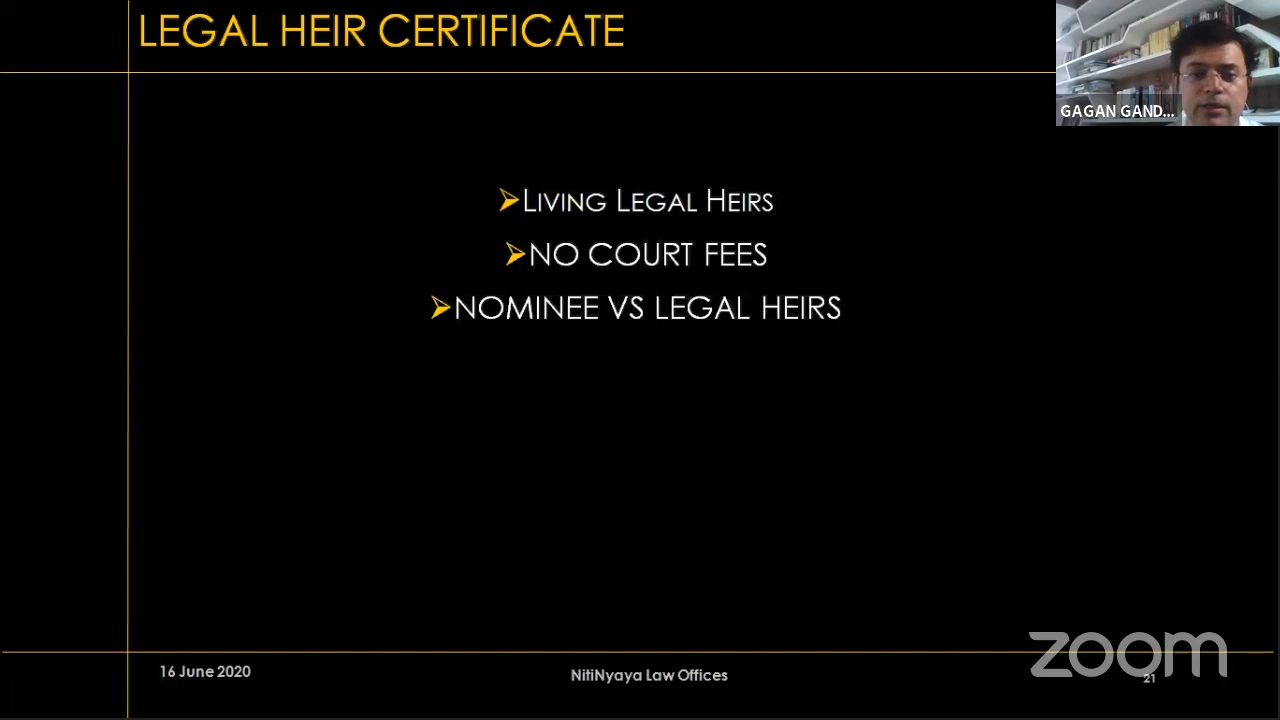 LEGAL HEIR CERTIFICATE
GAGAN GAND...
LIVING LEGAL HEIRS
NO COURT FEES
NOMINEE VS LEGAL HEIRS
16 June 2020
NitiNyaya Law Offices
21
zoom